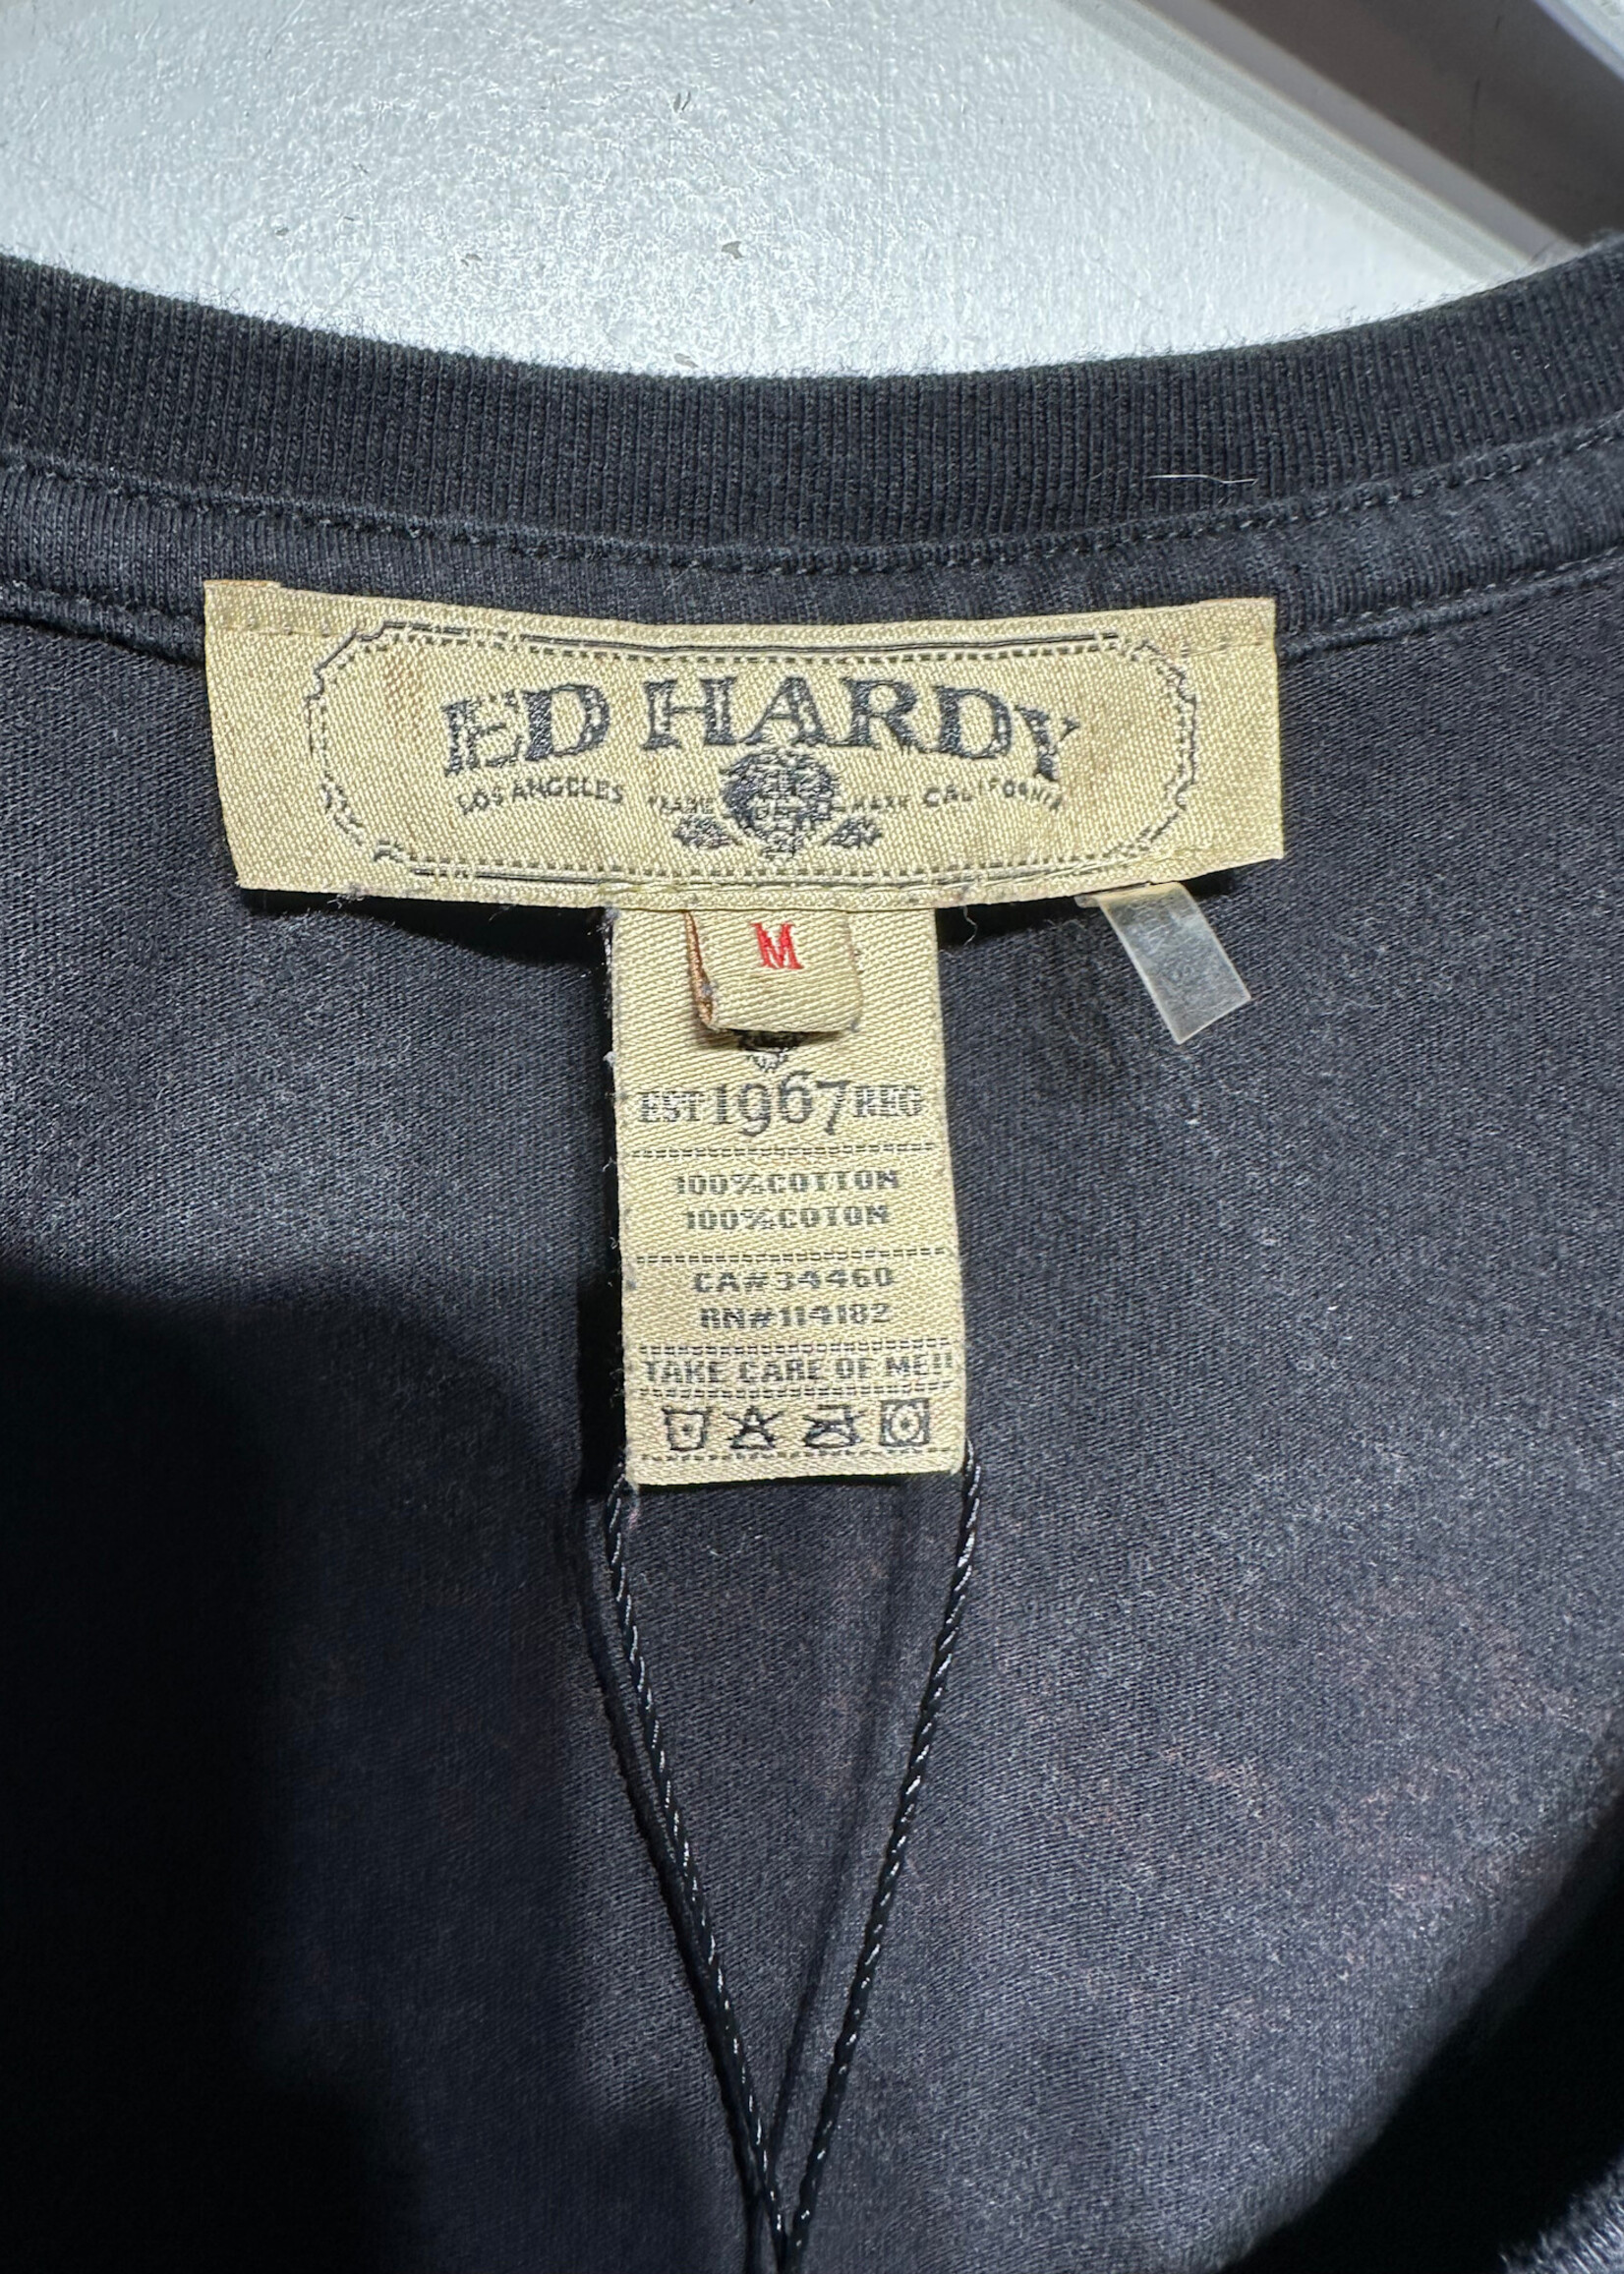 ED HARDY
LOS ANGELES TRADE MARK CALIFORNIA
M
EST 1967 REG
100%COTTON
100%COTON
CA#34460
RN#114182
TAKE CARE OF ME!!